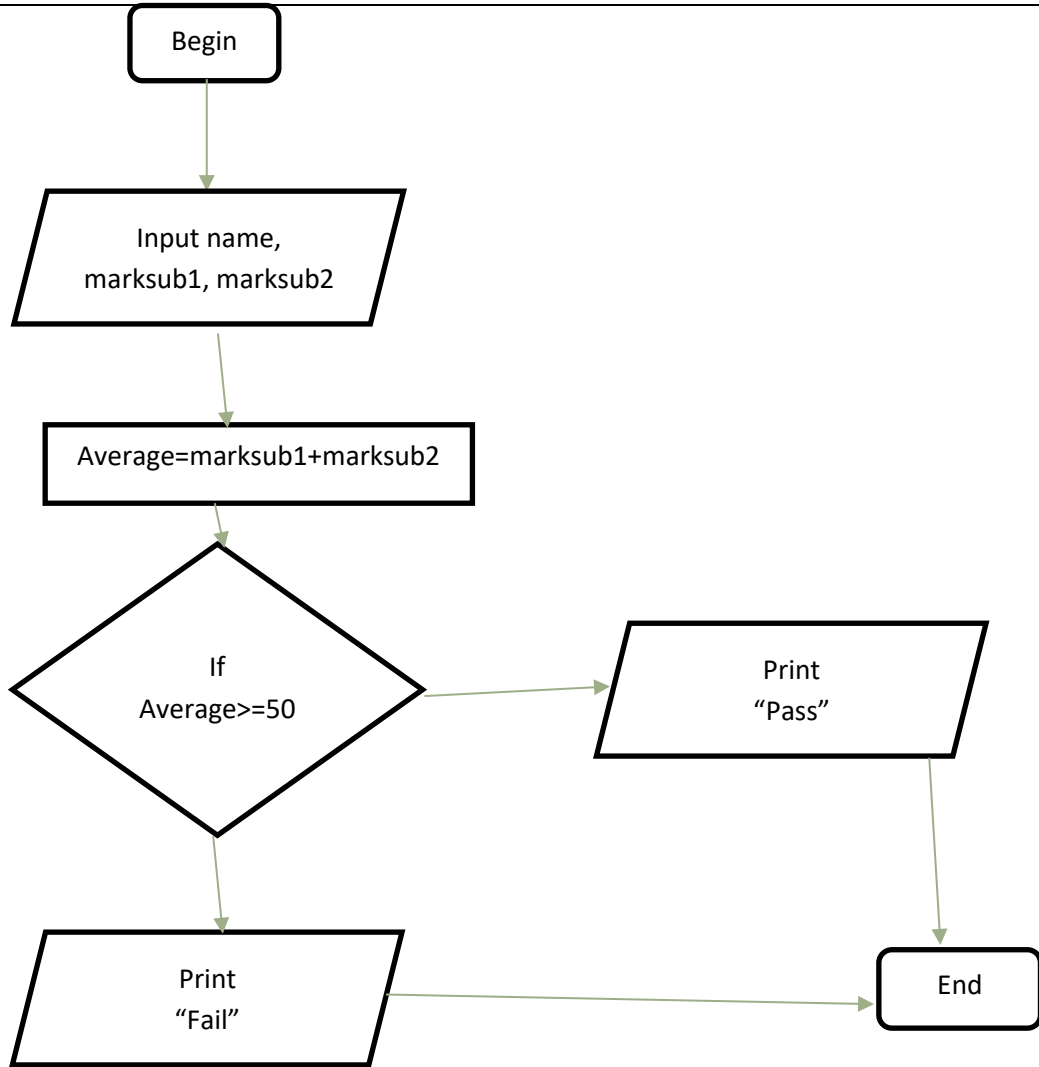 Begin
Input name,
marksub1, marksub2
Average=marksub1+marksub2
If
Average>=50
Print
“Pass”
Print
“Fail”
End